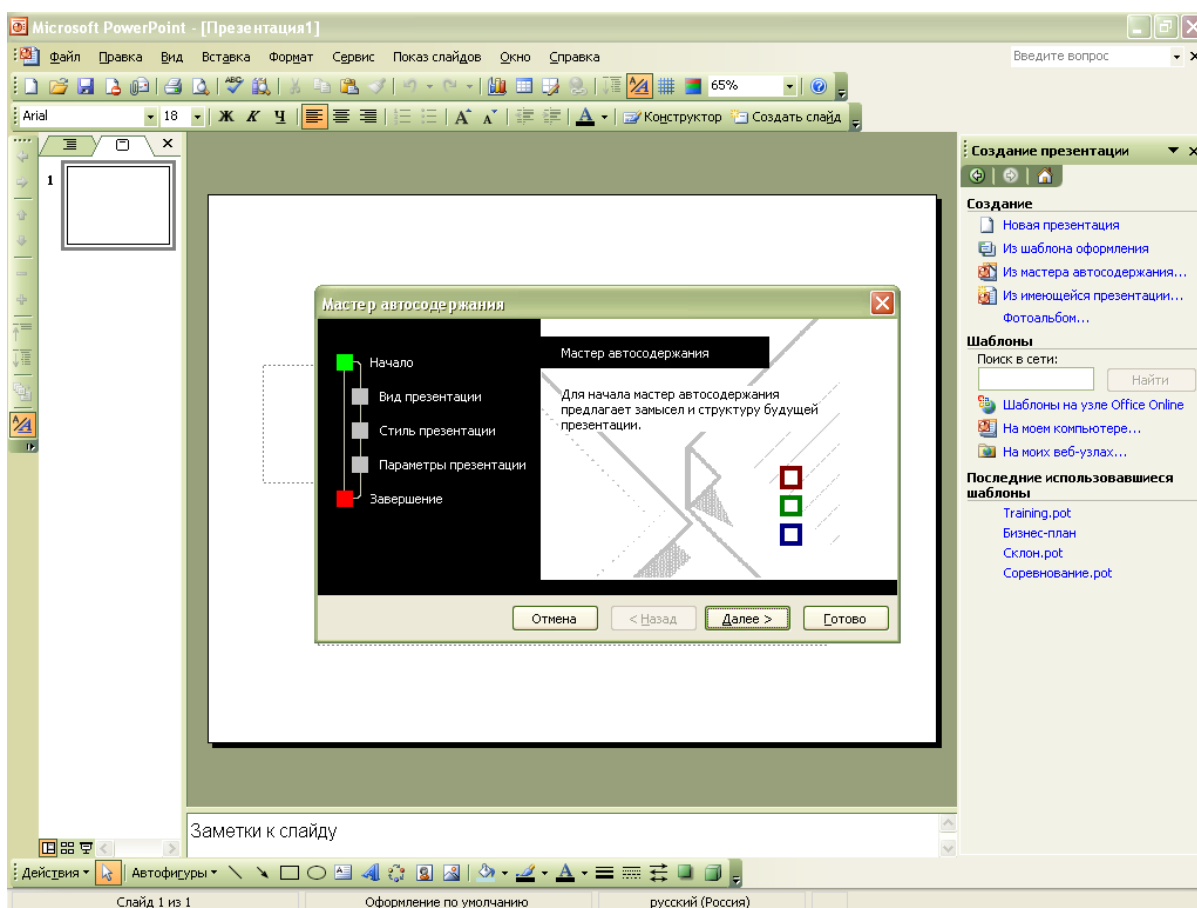 Microsoft PowerPoint - [Презентация1]
Файл Правка Вид Вставка Формат Сервис Показ слайдов Окно Справка Введите вопрос
65%
Arial 18 Ж К Ч Конструктор Создать слайд
1
Создание презентации
Создание
Новая презентация
Из шаблона оформления
Из мастера автосодержания...
Из имеющейся презентации...
Фотоальбом...
Шаблоны
Поиск в сети:
Найти
Шаблоны на узле Office Online
На моем компьютере...
На моих веб-узлах...
Последние использовавшиеся
шаблоны
Training.pot
Бизнес-план
Склон.pot
Соревнование.pot
Мастер автосодержания
Начало
Вид презентации
Стиль презентации
Параметры презентации
Завершение
Мастер автосодержания
Для начала мастер автосодержания
предлагает замысел и структуру будущей
презентации.
Отмена < Назад Далее > Готово
Заметки к слайду
Действия Автофигуры
Слайд 1 из 1 Оформление по умолчанию русский (Россия)